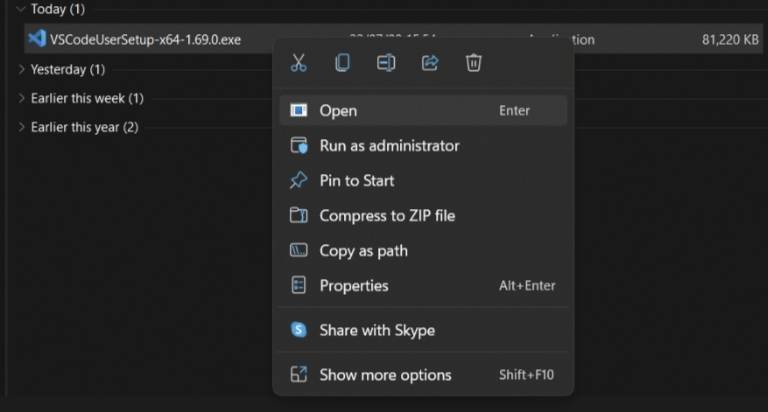 Today (1)
VSCodeUserSetup-x64-1.69.0.exe 81,220 KB
Yesterday (1)
Earlier this week (1)
Earlier this year (2)
Open Enter
Run as administrator
Pin to Start
Compress to ZIP file
Copy as path
Properties Alt+Enter
Share with Skype
Show more options Shift+F10